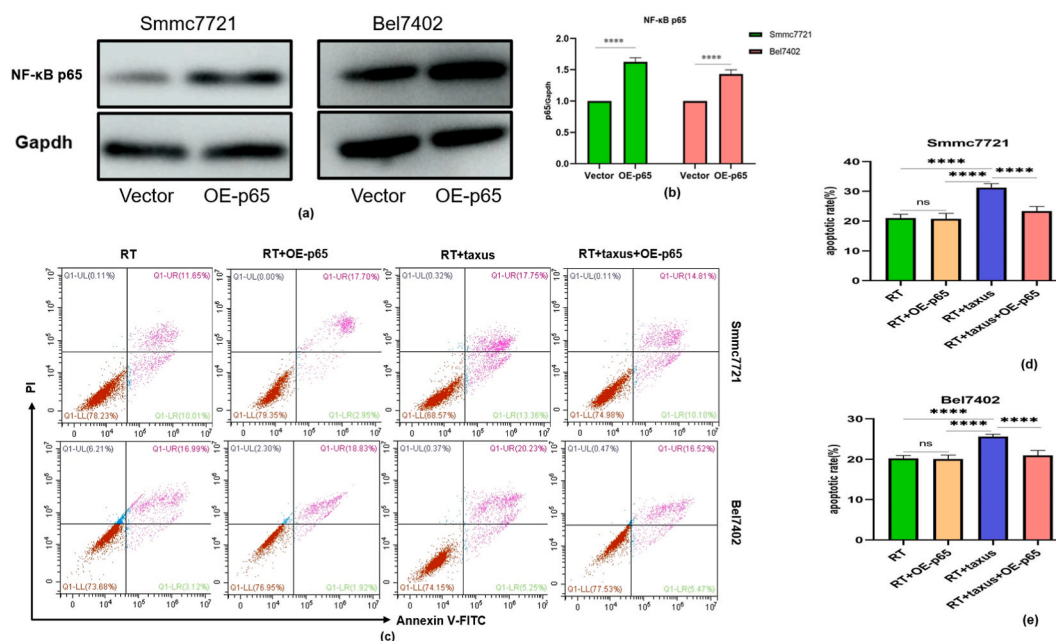 Smmc7721
Bel7402
NF-κB p65
Gapdh
Vector
OE-p65
Vector
OE-p65
(a)
NF-κB p65
Smmc7721
Bel7402
****
****
p65/Gapdh
2.0
1.5
1.0
0.5
0.0
Vector OE-p65
Vector OE-p65
(b)
RT
RT+OE-p65
RT+taxus
RT+taxus+OE-p65
Q1-UL(0.11%)
Q1-UR(11.65%)
Q1-LL(78.23%)
Q1-LR(10.01%)
Q1-UL(0.00%)
Q1-UR(17.70%)
Q1-LL(79.35%)
Q1-LR(2.95%)
Q1-UL(0.32%)
Q1-UR(17.75%)
Q1-LL(68.57%)
Q1-LR(13.36%)
Q1-UL(0.11%)
Q1-UR(14.81%)
Q1-LL(74.98%)
Q1-LR(10.10%)
Smmc7721
Q1-UL(6.21%)
Q1-UR(16.99%)
Q1-LL(73.68%)
Q1-LR(3.12%)
Q1-UL(2.30%)
Q1-UR(18.83%)
Q1-LL(76.95%)
Q1-LR(1.92%)
Q1-UL(0.37%)
Q1-UR(20.23%)
Q1-LL(74.15%)
Q1-LR(5.25%)
Q1-UL(0.47%)
Q1-UR(16.52%)
Q1-LL(77.53%)
Q1-LR(5.47%)
Bel7402
PI
Annexin V-FITC
(c)
Smmc7721
****
**** ****
ns
apoptotic rate(%)
40
30
20
10
0
RT
RT+OE-p65
RT+taxus
RT+taxus+OE-p65
(d)
Bel7402
****
**** ****
ns
apoptotic rate(%)
30
20
10
0
RT
RT+OE-p65
RT+taxus
RT+taxus+OE-p65
(e)